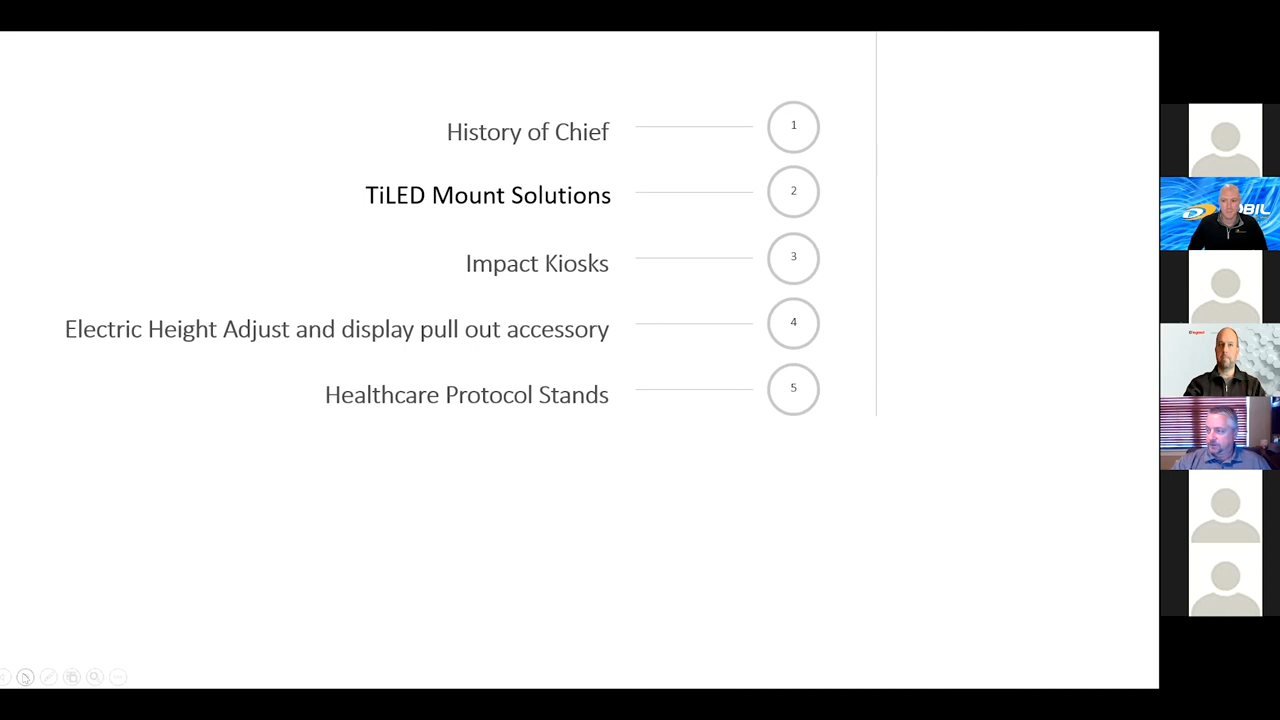 History of Chief
1
TiLED Mount Solutions
2
Impact Kiosks
3
Electric Height Adjust and display pull out accessory
4
Healthcare Protocol Stands
5